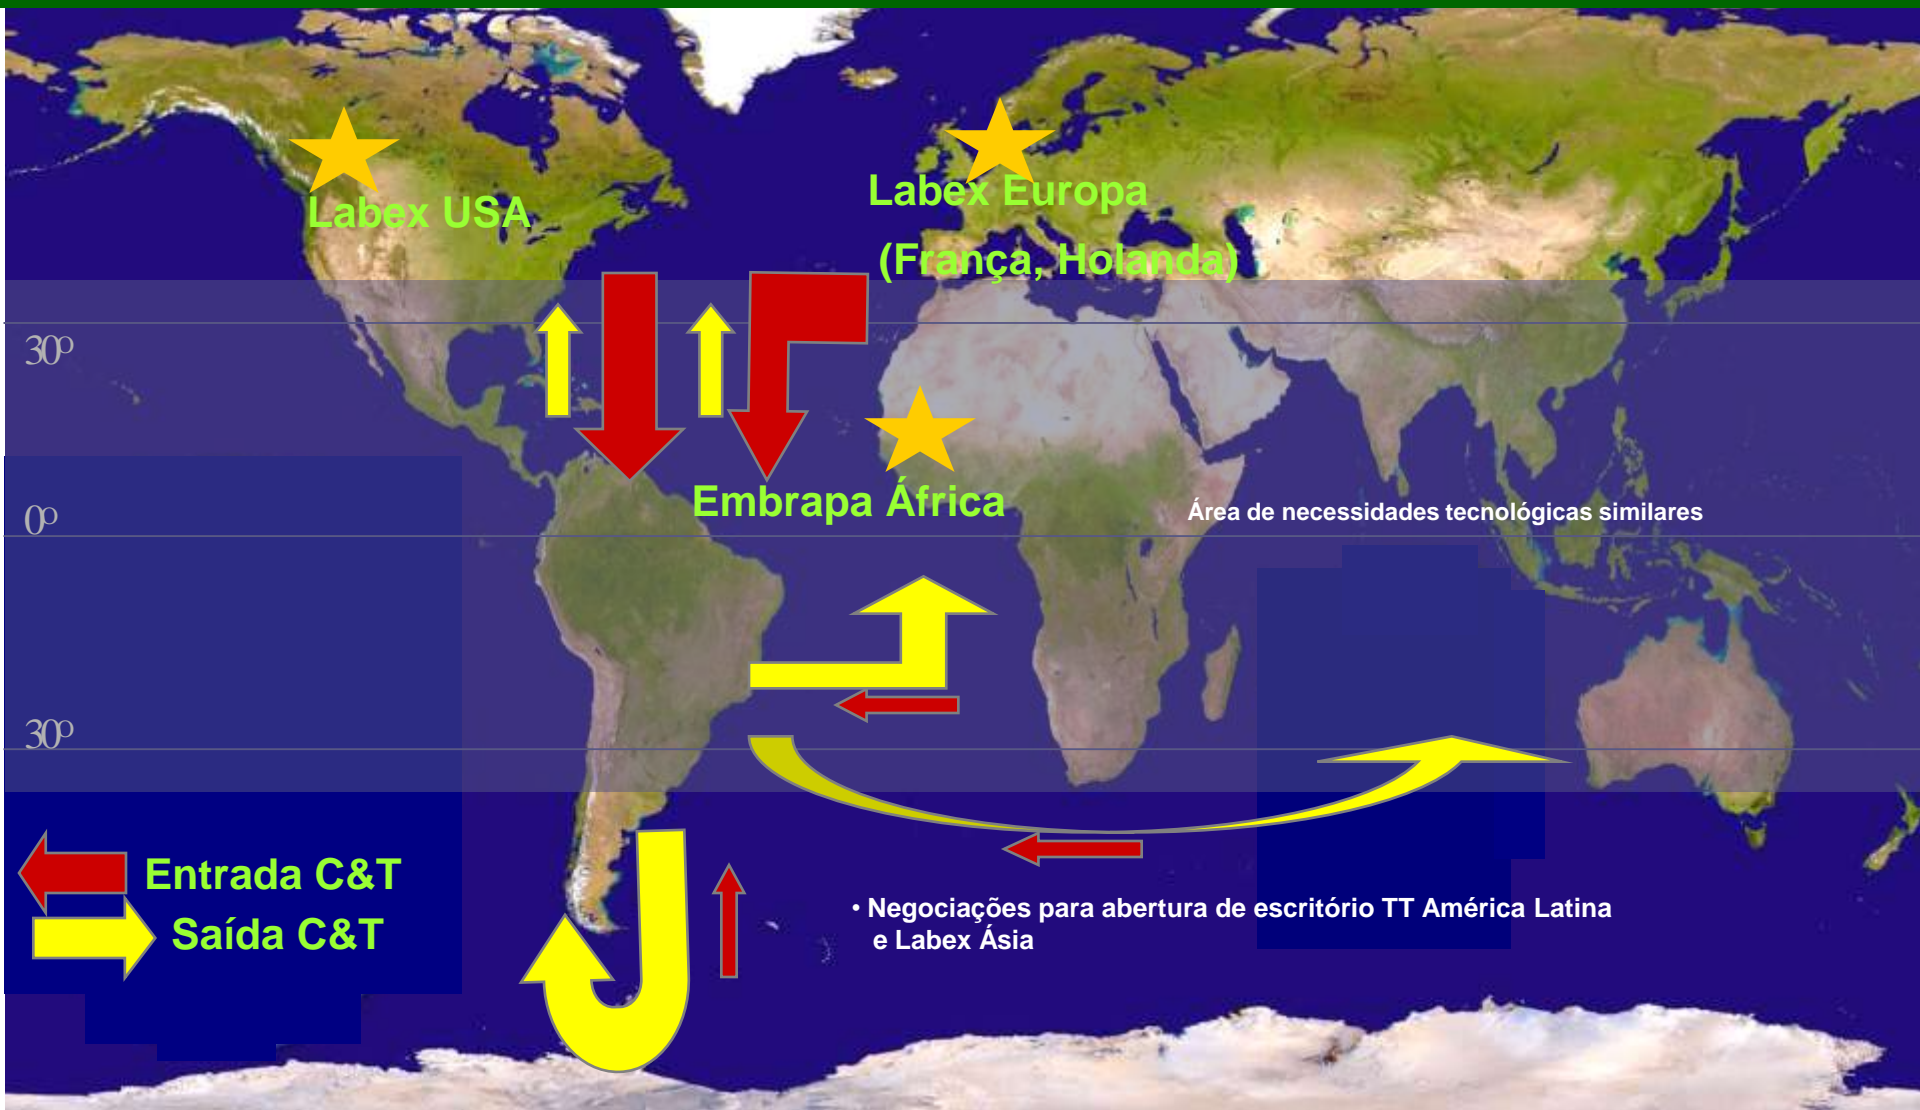 Labex USA
Labex Europa
(França, Holanda)
30º
Embrapa África
Área de necessidades tecnológicas similares
0º
30º
Entrada C&T
Saída C&T
• Negociações para abertura de escritório TT América Latina
e Labex Ásia